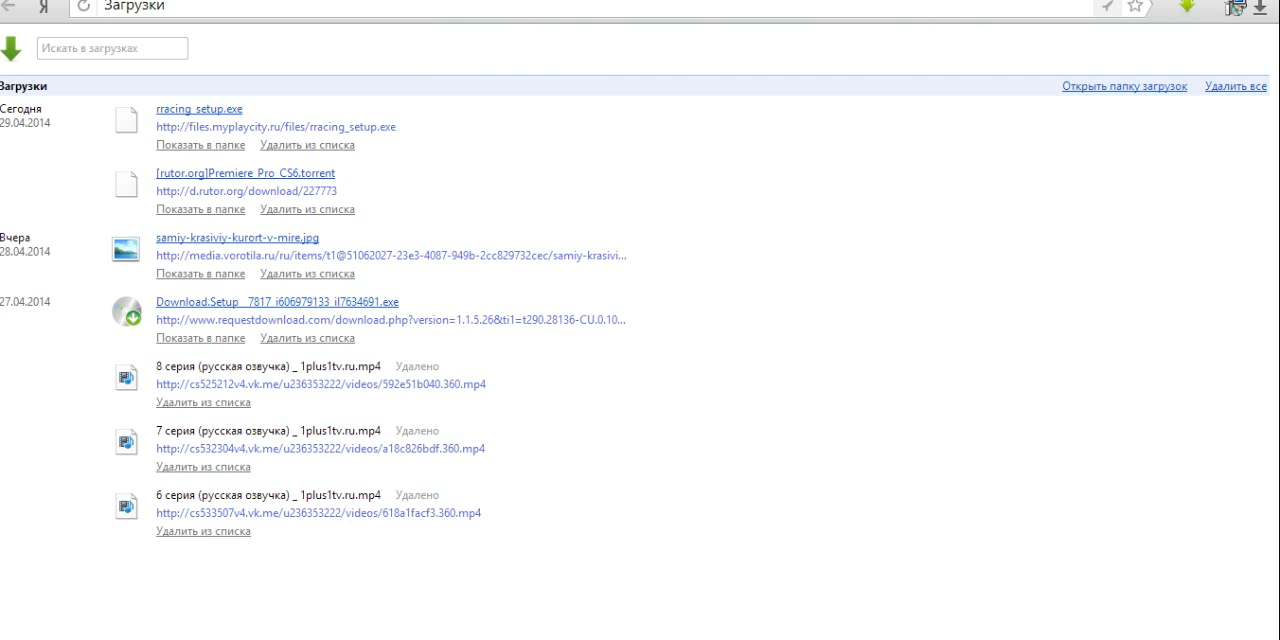 Я
Загрузки
Искать в загрузках
Загрузки
Открыть папку загрузок Удалить все
Сегодня
29.04.2014
rracing_setup.exe
http://files.myplaycity.ru/files/rracing_setup.exe
Показать в папке Удалить из списка
[rutor.org]Premiere_Pro_CS6.torrent
http://d.rutor.org/download/227773
Показать в папке Удалить из списка
Вчера
28.04.2014
samiy-krasiviy-kurort-v-mire.jpg
http://media.vorotila.ru/ru/items/t1@51062027-23e3-4087-949b-2cc829732cec/samiy-krasivi...
Показать в папке Удалить из списка
27.04.2014
Download.Setup__7817_i606979133_il7634691.exe
http://www.requestdownload.com/download.php?version=1.1.5.26&ti1=t290.28136-CU.0.10...
Показать в папке Удалить из списка
8 серия (русская озвучка) _ 1plus1tv.ru.mp4 Удалено
http://cs525212v4.vk.me/u236353222/videos/592e51b040.360.mp4
Удалить из списка
7 серия (русская озвучка) _ 1plus1tv.ru.mp4 Удалено
http://cs532304v4.vk.me/u236353222/videos/a18c826bdf.360.mp4
Удалить из списка
6 серия (русская озвучка) _ 1plus1tv.ru.mp4 Удалено
http://cs533507v4.vk.me/u236353222/videos/618a1facf3.360.mp4
Удалить из списка